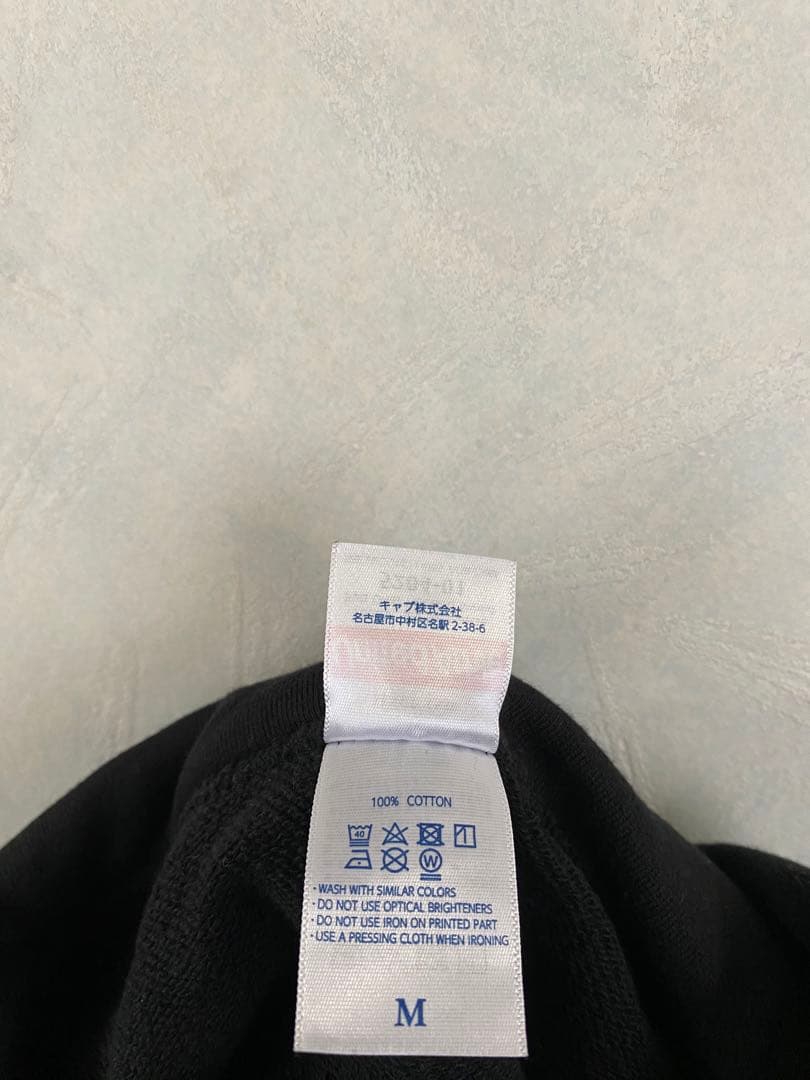 5204-01
キャブ株式会社
名古屋市中村区名駅 2-38-6
100% COTTON
40
W
・WASH WITH SIMILAR COLORS
・DO NOT USE OPTICAL BRIGHTENERS
・DO NOT USE IRON ON PRINTED PART
・USE A PRESSING CLOTH WHEN IRONING
M